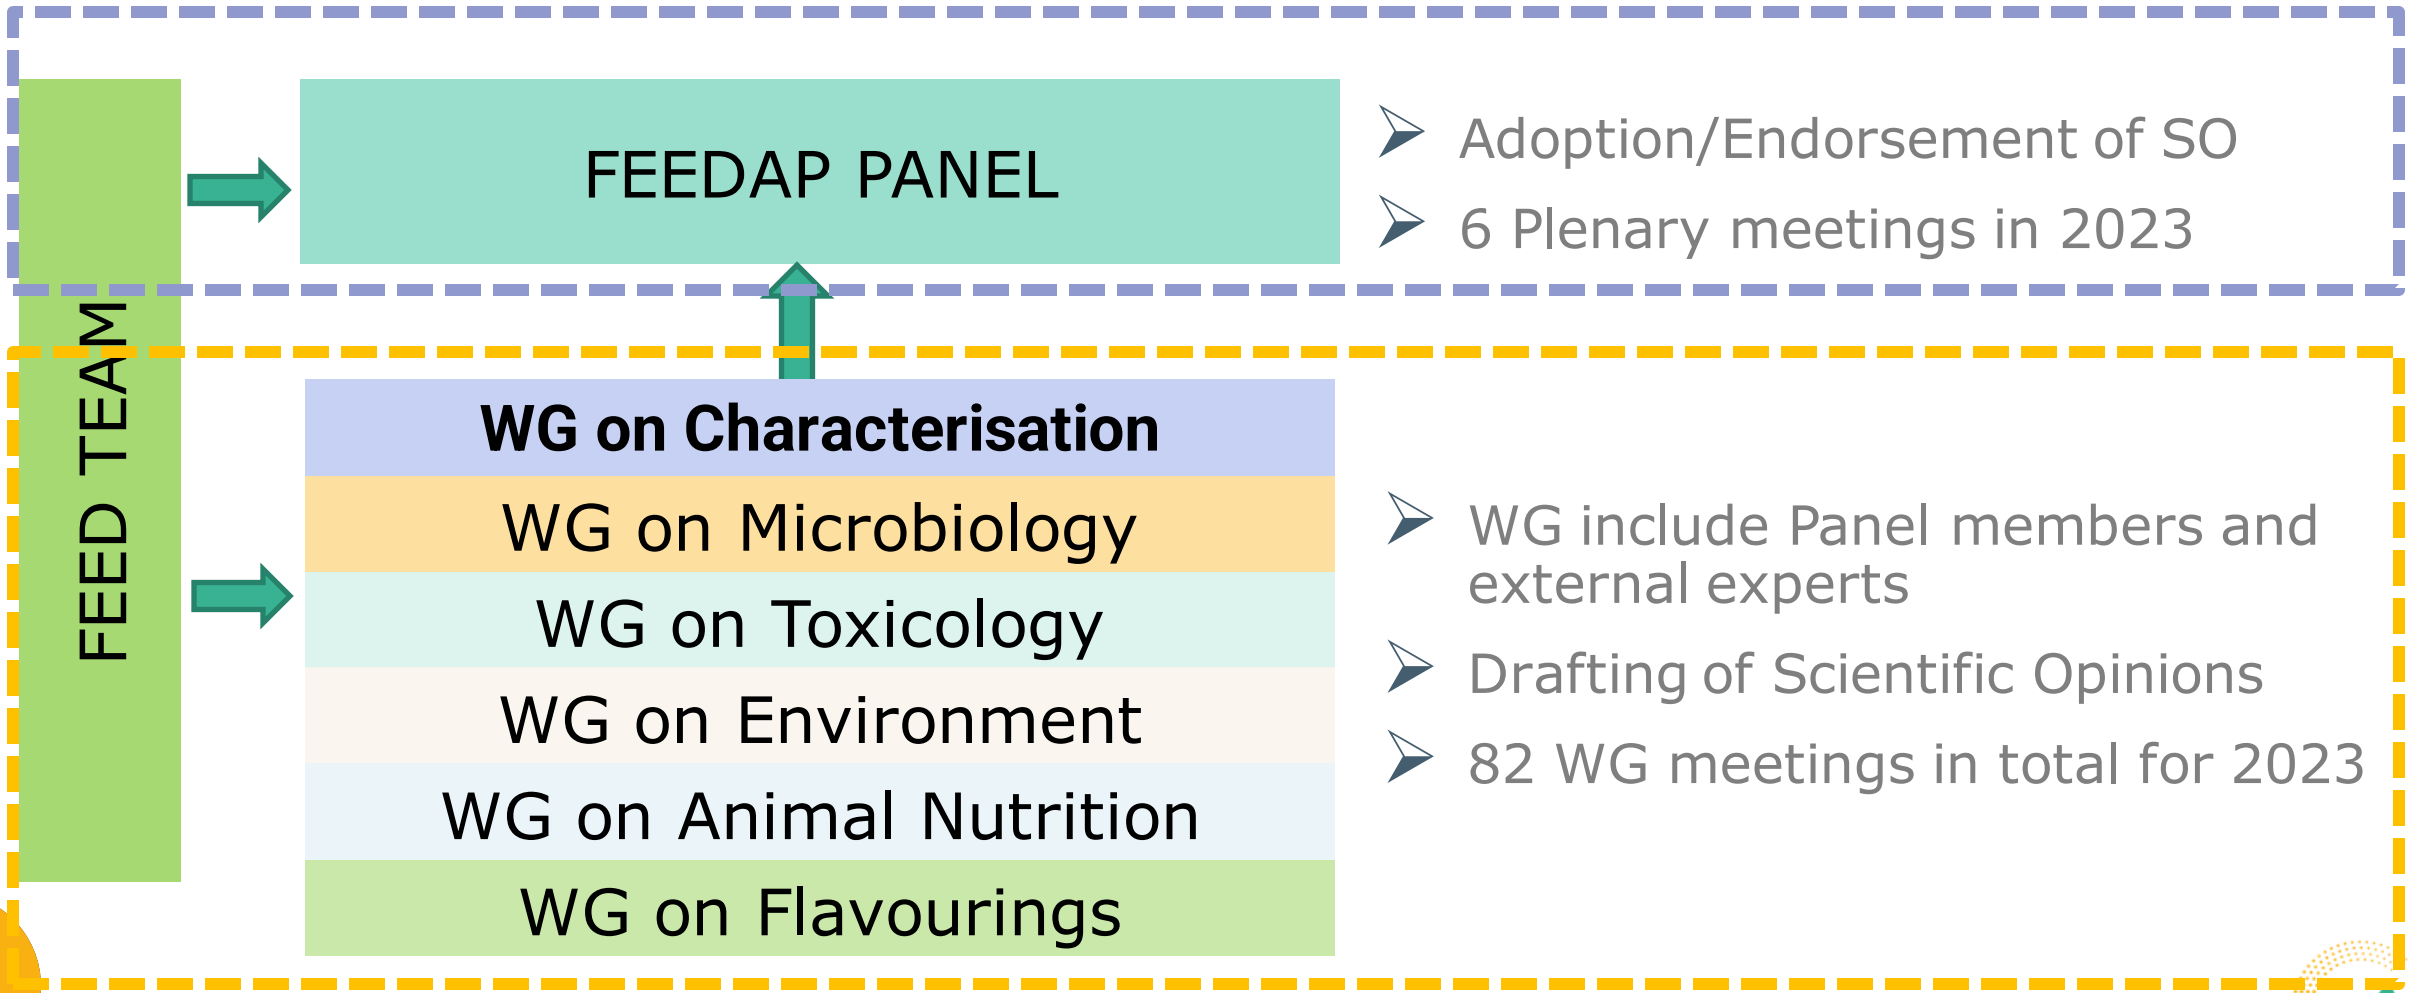 FEED TEAM
FEEDAP PANEL
Adoption/Endorsement of SO
6 Plenary meetings in 2023
WG on Characterisation
WG on Microbiology
WG on Toxicology
WG on Environment
WG on Animal Nutrition
WG on Flavourings
WG include Panel members and
external experts
Drafting of Scientific Opinions
82 WG meetings in total for 2023